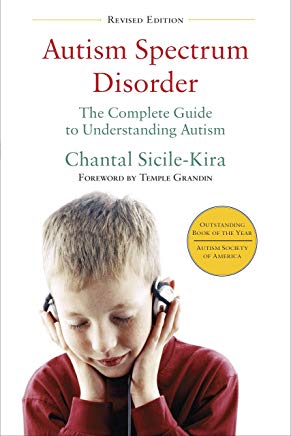 REVISED EDITION
Autism Spectrum
Disorder
The Complete Guide
to Understanding Autism
Chantal Sicile-Kira
FOREWORD BY TEMPLE GRANDIN
OUTSTANDING
BOOK OF THE YEAR
AUTISM SOCIETY
OF AMERICA